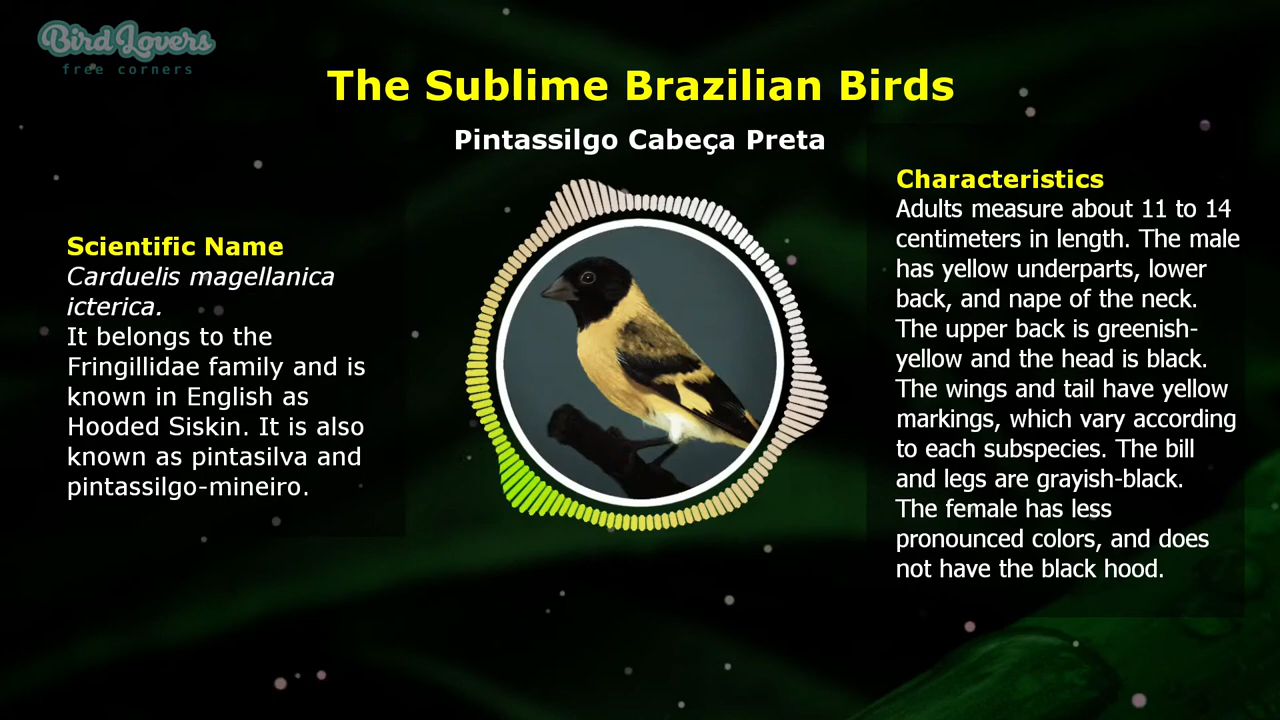 Bird Lovers
free corners
The Sublime Brazilian Birds
Pintassilgo Cabeça Preta
Scientific Name
Carduelis magellanica
icterica.
It belongs to the
Fringillidae family and is
known in English as
Hooded Siskin. It is also
known as pintasilva and
pintassilgo-mineiro.
Characteristics
Adults measure about 11 to 14
centimeters in length. The male
has yellow underparts, lower
back, and nape of the neck.
The upper back is greenish-
yellow and the head is black.
The wings and tail have yellow
markings, which vary according
to each subspecies. The bill
and legs are grayish-black.
The female has less
pronounced colors, and does
not have the black hood.